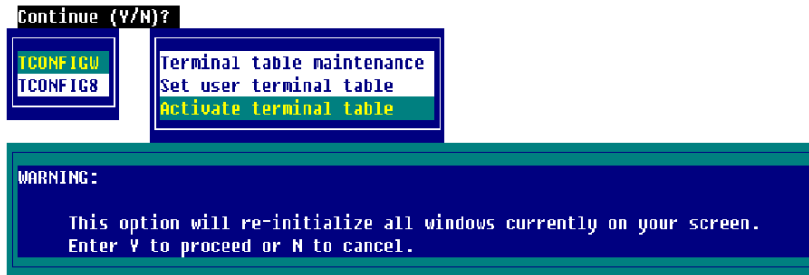 Continue (Y/N)?
TCONFIGW
TCONFIG8
Terminal table maintenance
Set user terminal table
Activate terminal table
WARNING:
This option will re-initialize all windows currently on your screen.
Enter Y to proceed or N to cancel.